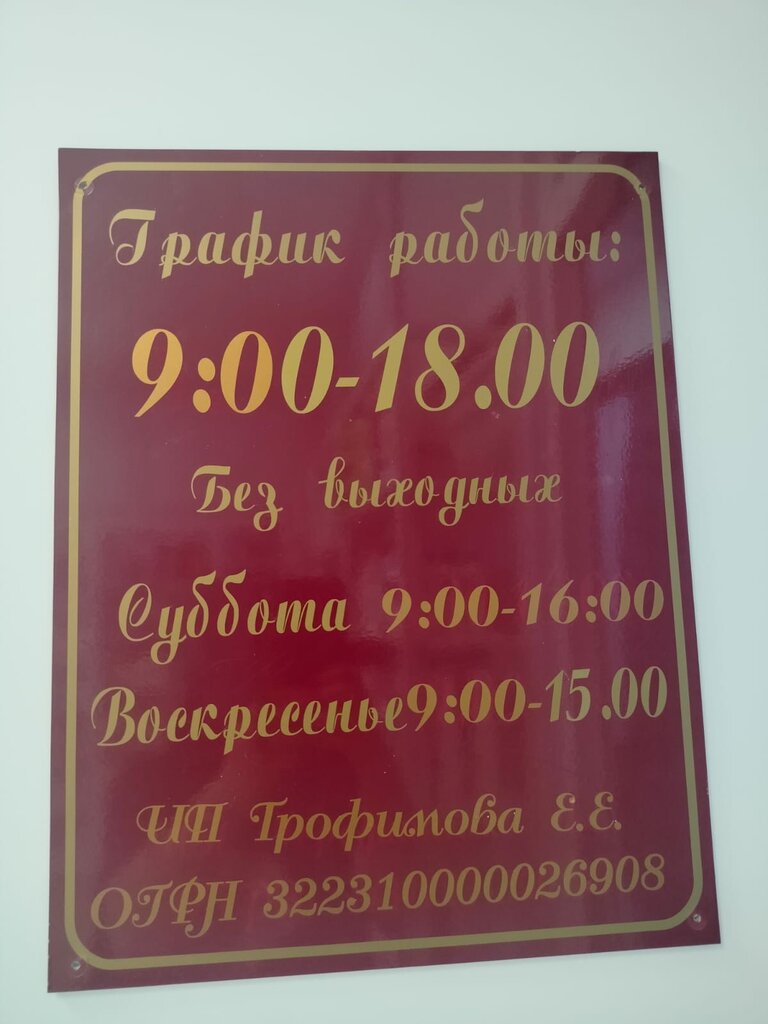 График работы:
9:00-18.00
Без выходных
Суббота 9:00-16:00
Воскресенье9:00-15.00
ИП Трофимова Е.Е.
ОГРН 322310000026908